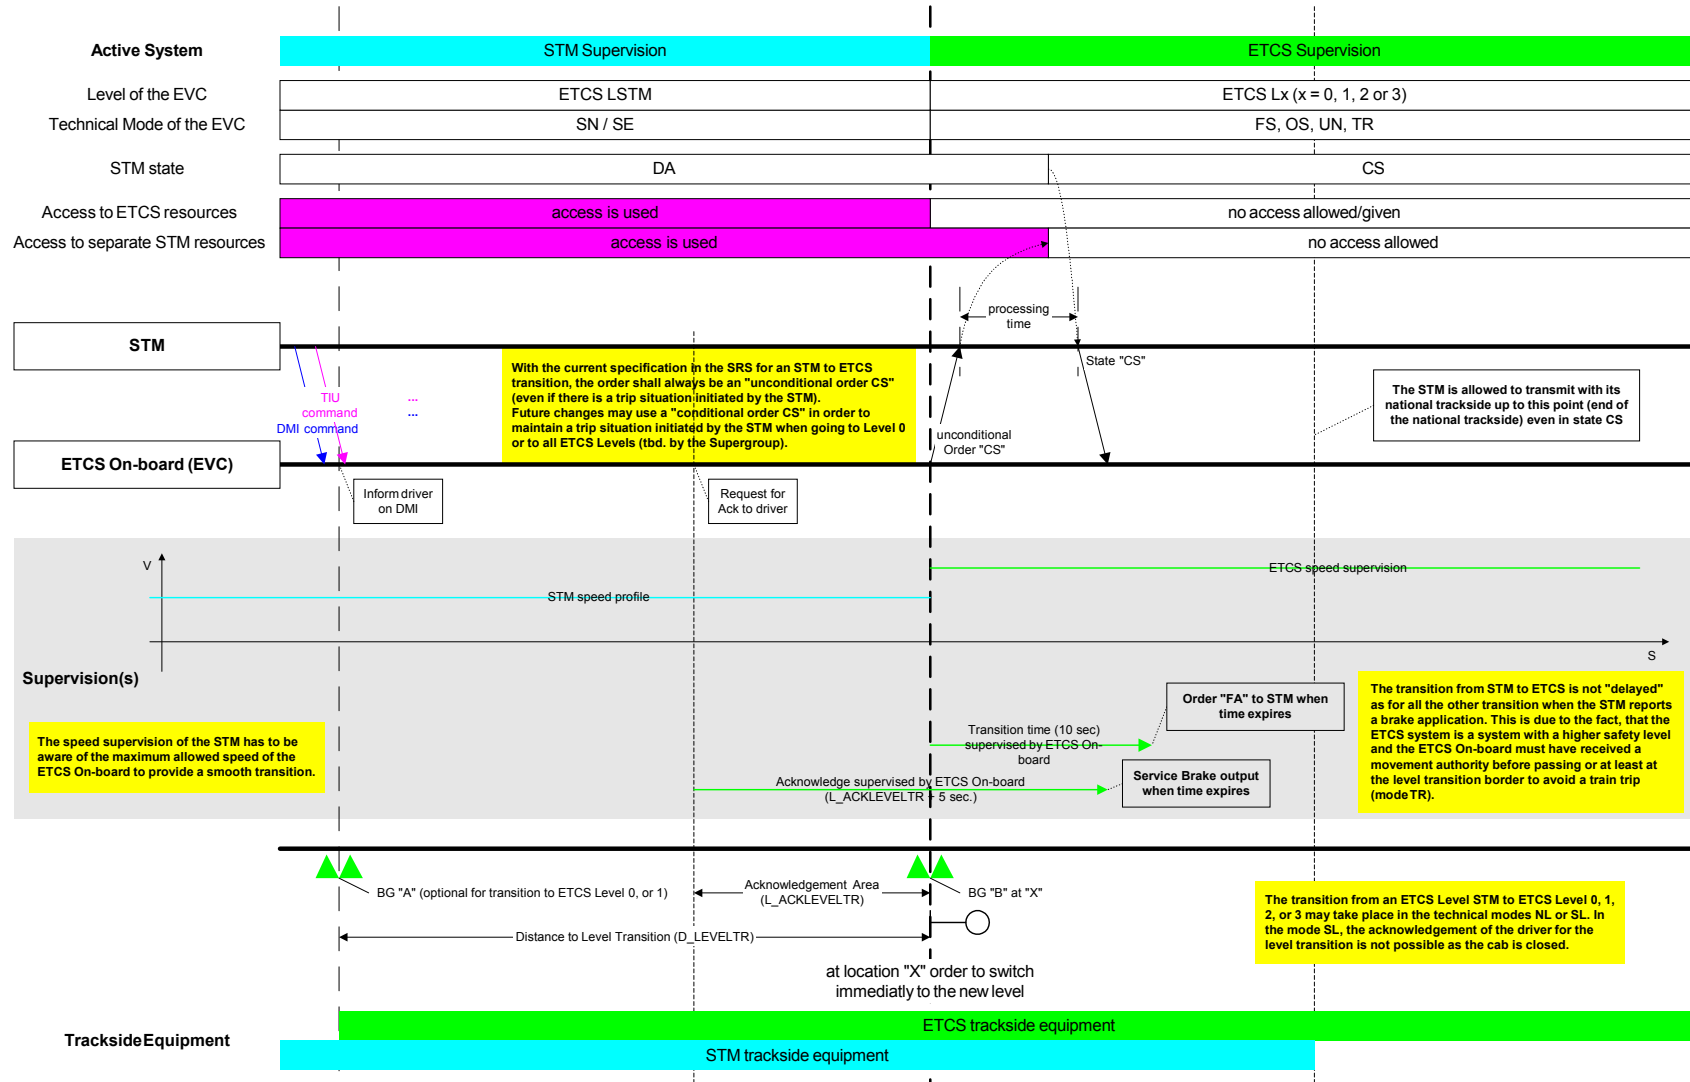 Active System
STM Supervision
ETCS Supervision
Level of the EVC
ETCS LSTM
ETCS Lx (x = 0, 1, 2 or 3)
Technical Mode of the EVC
SN / SE
FS, OS, UN, TR
STM state
DA
CS
Access to ETCS resources
access is used
no access allowed/given
Access to separate STM resources
access is used
no access allowed
processing
time
STM
State "CS"
With the current specification in the SRS for an STM to ETCS
transition, the order shall always be an "unconditional order CS"
(even if there is a trip situation initiated by the STM).
Future changes may use a "conditional order CS" in order to
maintain a trip situation initiated by the STM when going to Level 0
or to all ETCS Levels (tbd. by the Supergroup).
The STM is allowed to transmit with its
national trackside up to this point (end of
the national trackside) even in state CS
TIU
command
...
DMI command
...
unconditional
Order "CS"
ETCS On-board (EVC)
Inform driver
on DMI
Request for
Ack to driver
V
ETCS speed supervision
STM speed profile
S
Supervision(s)
The speed supervision of the STM has to be
aware of the maximum allowed speed of the
ETCS On-board to provide a smooth transition.
Order "FA" to STM when
time expires
Transition time (10 sec)
supervised by ETCS On-
board
Acknowledge supervised by ETCS On-board
(L_ACKLEVELTR + 5 sec.)
Service Brake output
when time expires
The transition from STM to ETCS is not "delayed"
as for all the other transition when the STM reports
a brake application. This is due to the fact, that the
ETCS system is a system with a higher safety level
and the ETCS On-board must have received a
movement authority before passing or at least at
the level transition border to avoid a train trip
(mode TR).
BG "A" (optional for transition to ETCS Level 0, or 1)
Acknowledgement Area
(L_ACKLEVELTR)
BG "B" at "X"
Distance to Level Transition (D_LEVELTR)
The transition from an ETCS Level STM to ETCS Level 0, 1,
2, or 3 may take place in the technical modes NL or SL. In
the mode SL, the acknowledgement of the driver for the
level transition is not possible as the cab is closed.
at location "X" order to switch
immediatly to the new level
Trackside Equipment
ETCS trackside equipment
STM trackside equipment